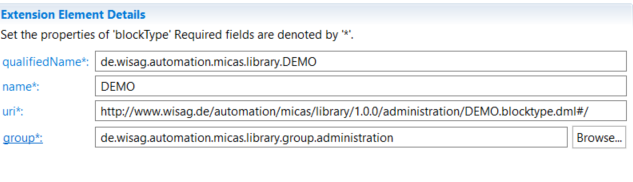 Extension Element Details
Set the properties of 'blockType' Required fields are denoted by '*'.
qualifiedName*: de.wisag.automation.micas.library.DEMO
name*: DEMO
uri*: http://www.wisag.de/automation/micas/library/1.0.0/administration/DEMO.blocktype.dml#/
group*: de.wisag.automation.micas.library.group.administration Browse...